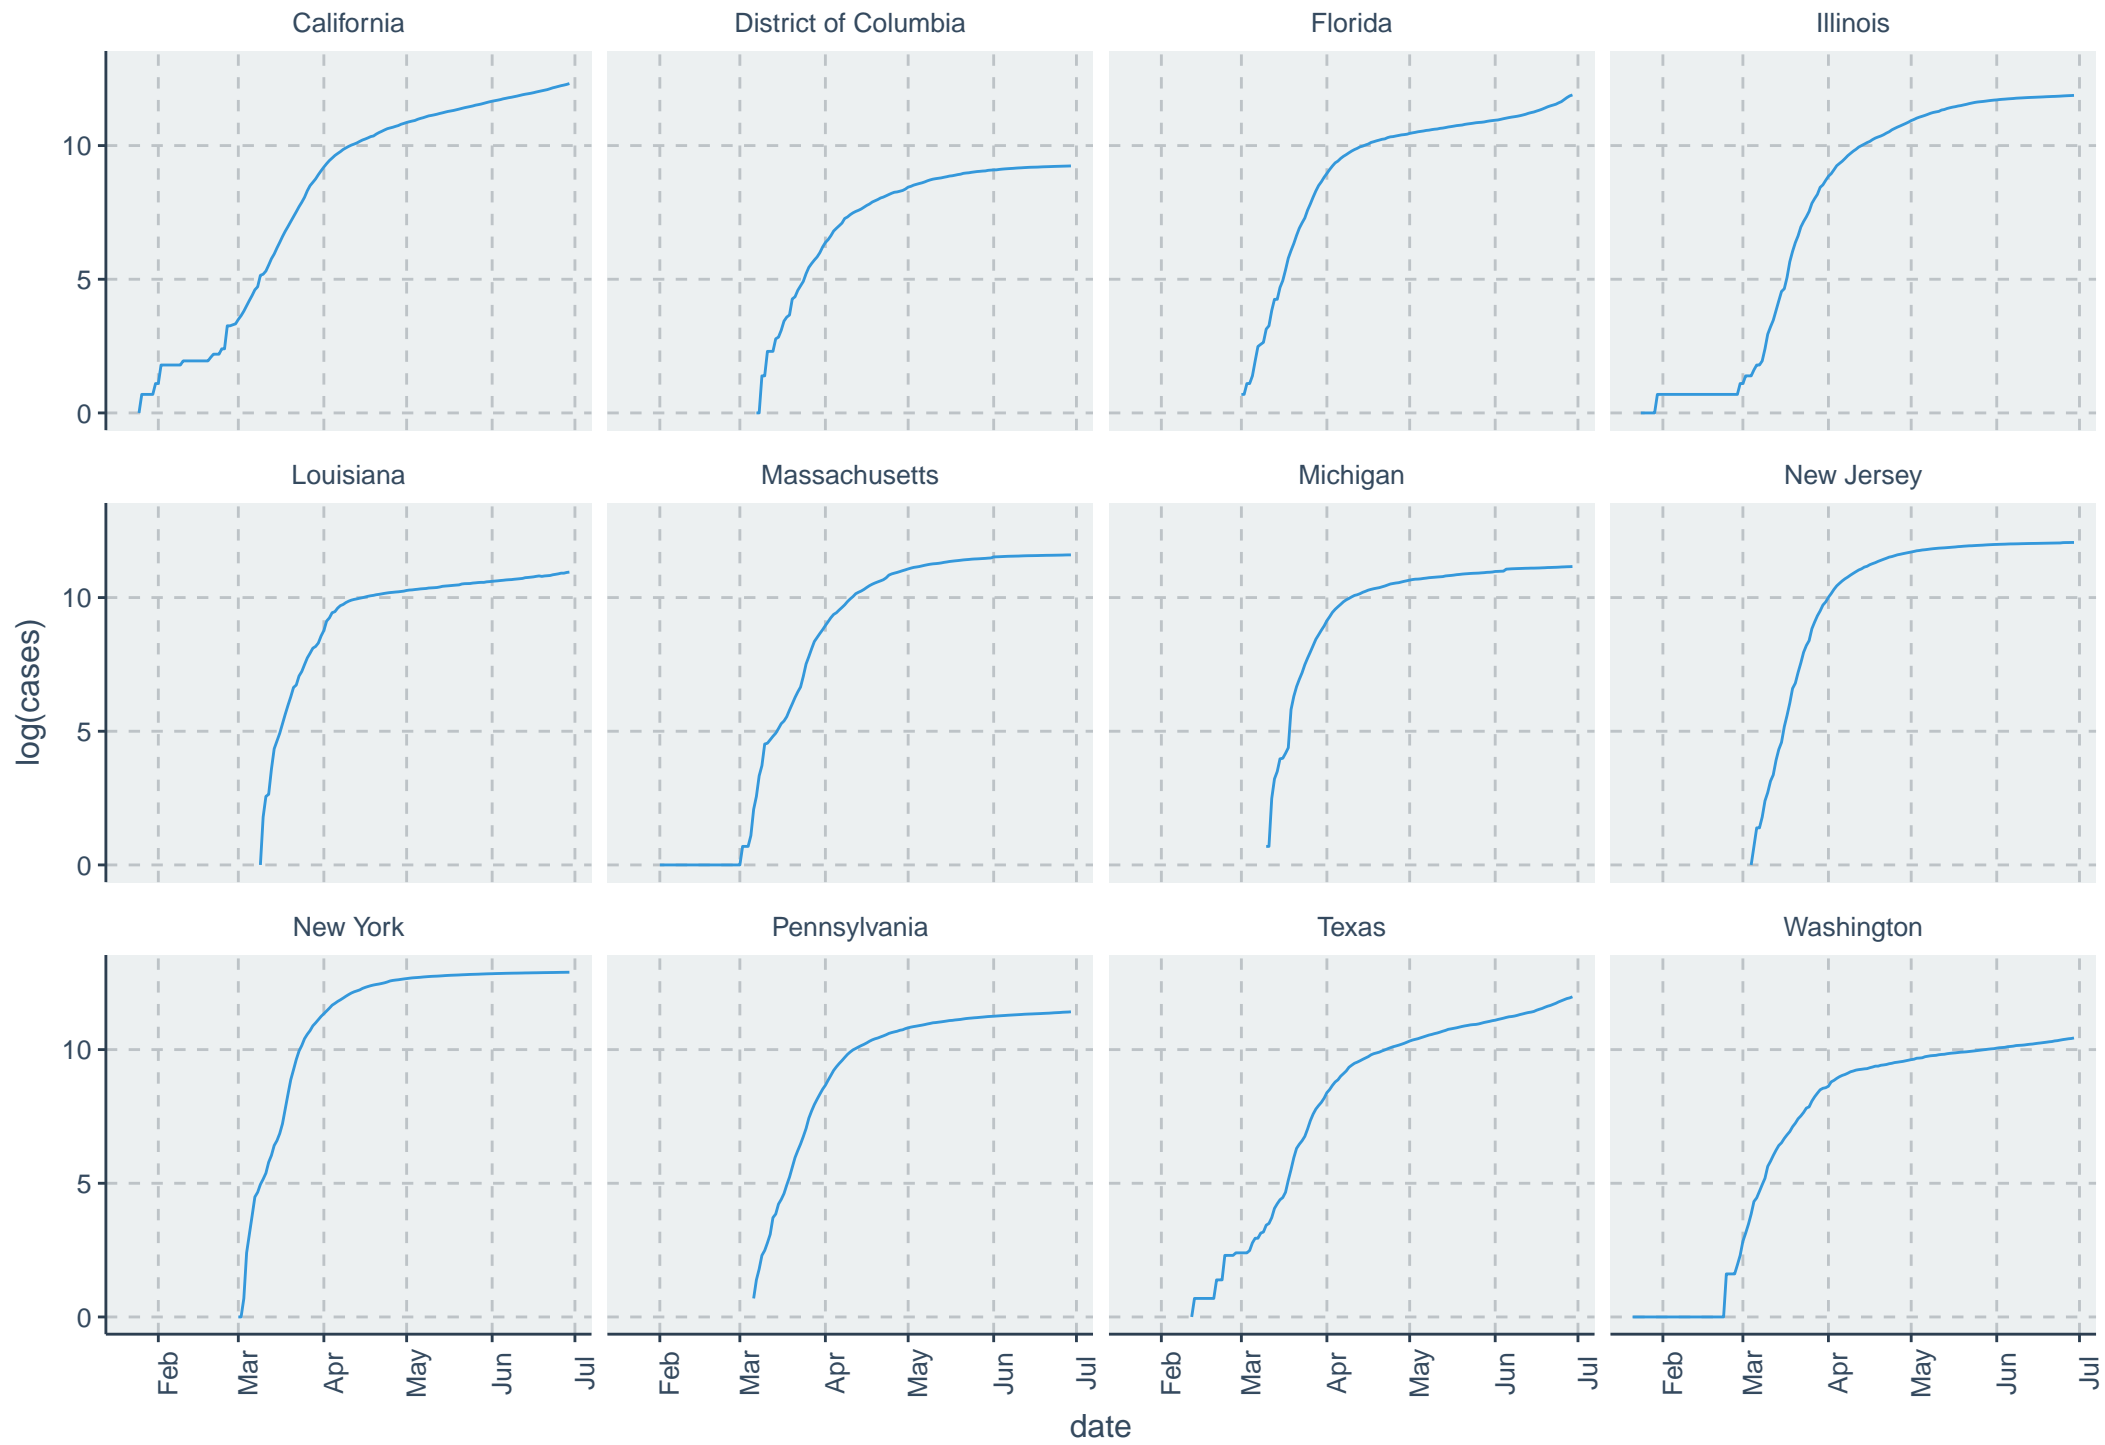 California
District of Columbia
Florida
Illinois
10
5
0
Louisiana
Massachusetts
Michigan
New Jersey
log(cases)
10
5
0
New York
Pennsylvania
Texas
Washington
10
5
0
Feb Mar Apr May Jun Jul
Feb Mar Apr May Jun Jul
Feb Mar Apr May Jun Jul
Feb Mar Apr May Jun Jul
date